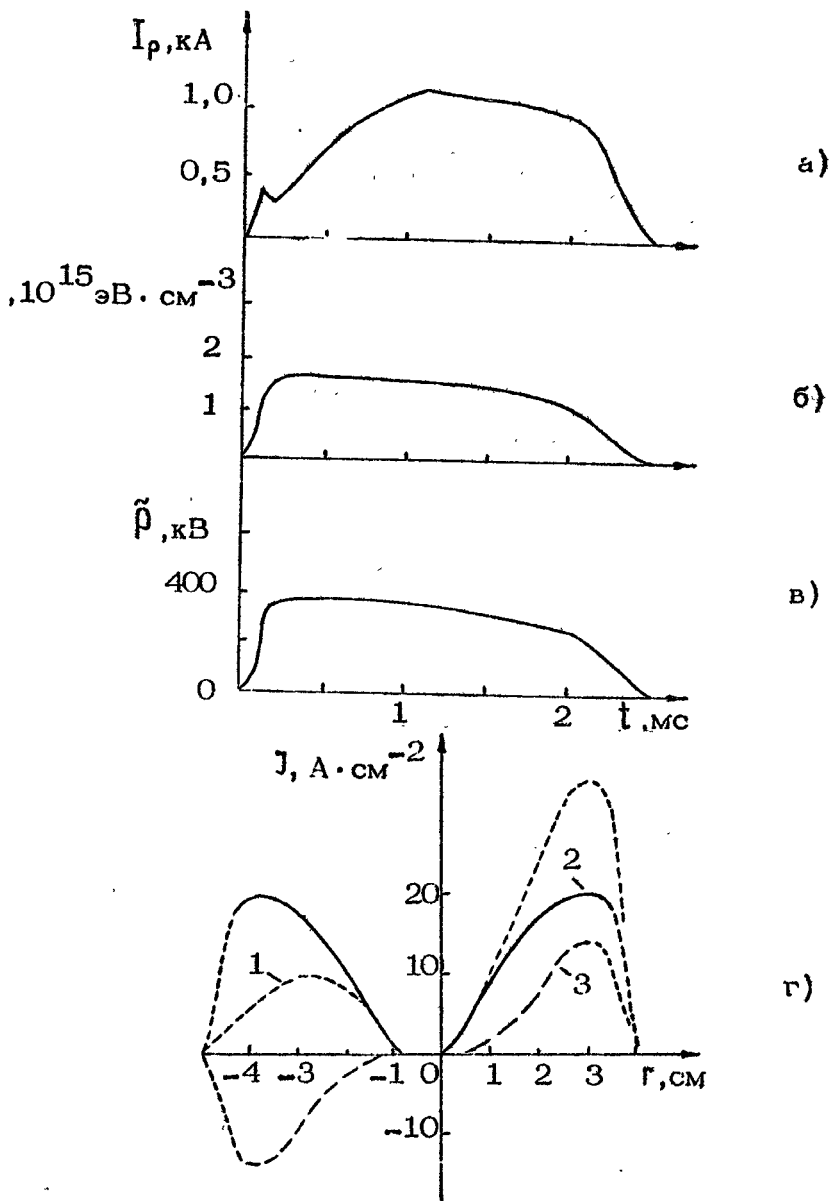 I_p, кА
1,0
0,5
а)
, 10^15 эВ · см^-3
2
1
б)
p̃, кВ
400
0
в)
1 2 t, мс
J, А · см^-2
20
10
1
2
3
г)
-4 -3 -1 0 1 2 3 r, см
-10